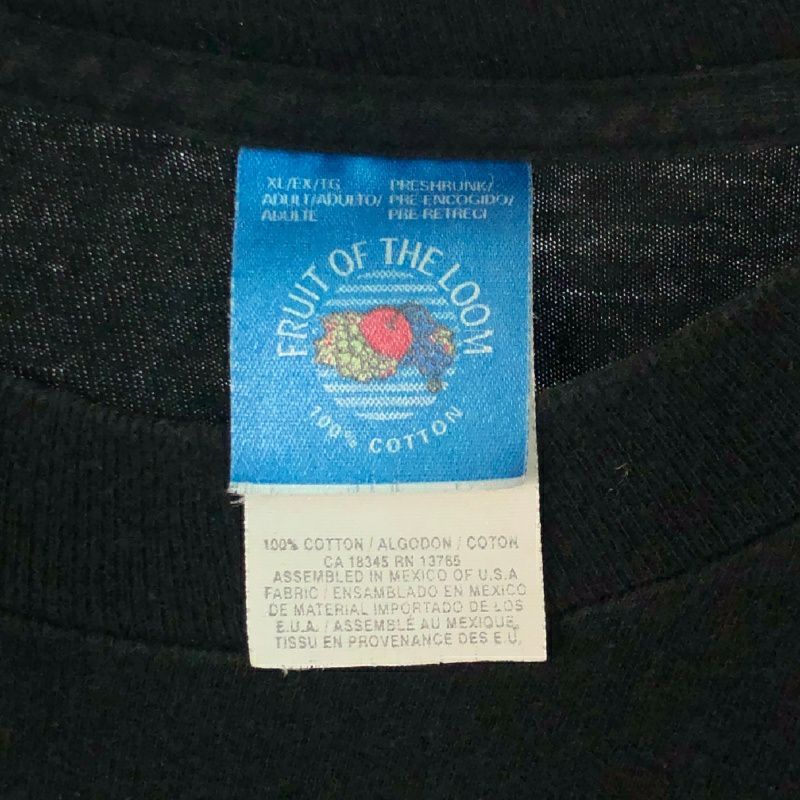 XL/EX/TG PRESHRUNK/
ADULT/ADULTO/ PRE ENCOGIDO/
ADULTE PRE RETRECI
FRUIT OF THE LOOM
100% COTTON
100% COTTON / ALGODON / COTON
CA 18345 RN 13765
ASSEMBLED IN MEXICO OF U.S.A
FABRIC / ENSAMBLADO EN MEXICO
DE MATERIAL IMPORTADO DE LOS
E.U.A. / ASSEMBLÉ AU MEXIQUE,
TISSU EN PROVENANCE DES E.U.